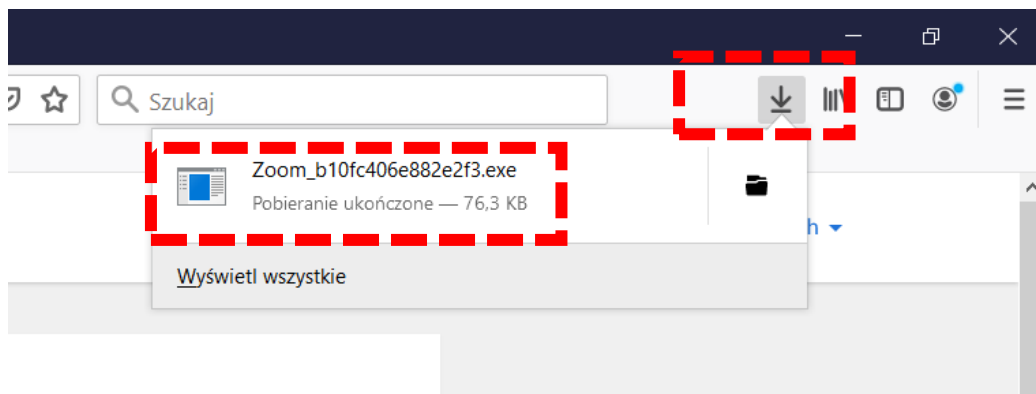 Szukaj
Zoom_b10fc406e882e2f3.exe
Pobieranie ukończone — 76,3 KB
h
Wyświetl wszystkie